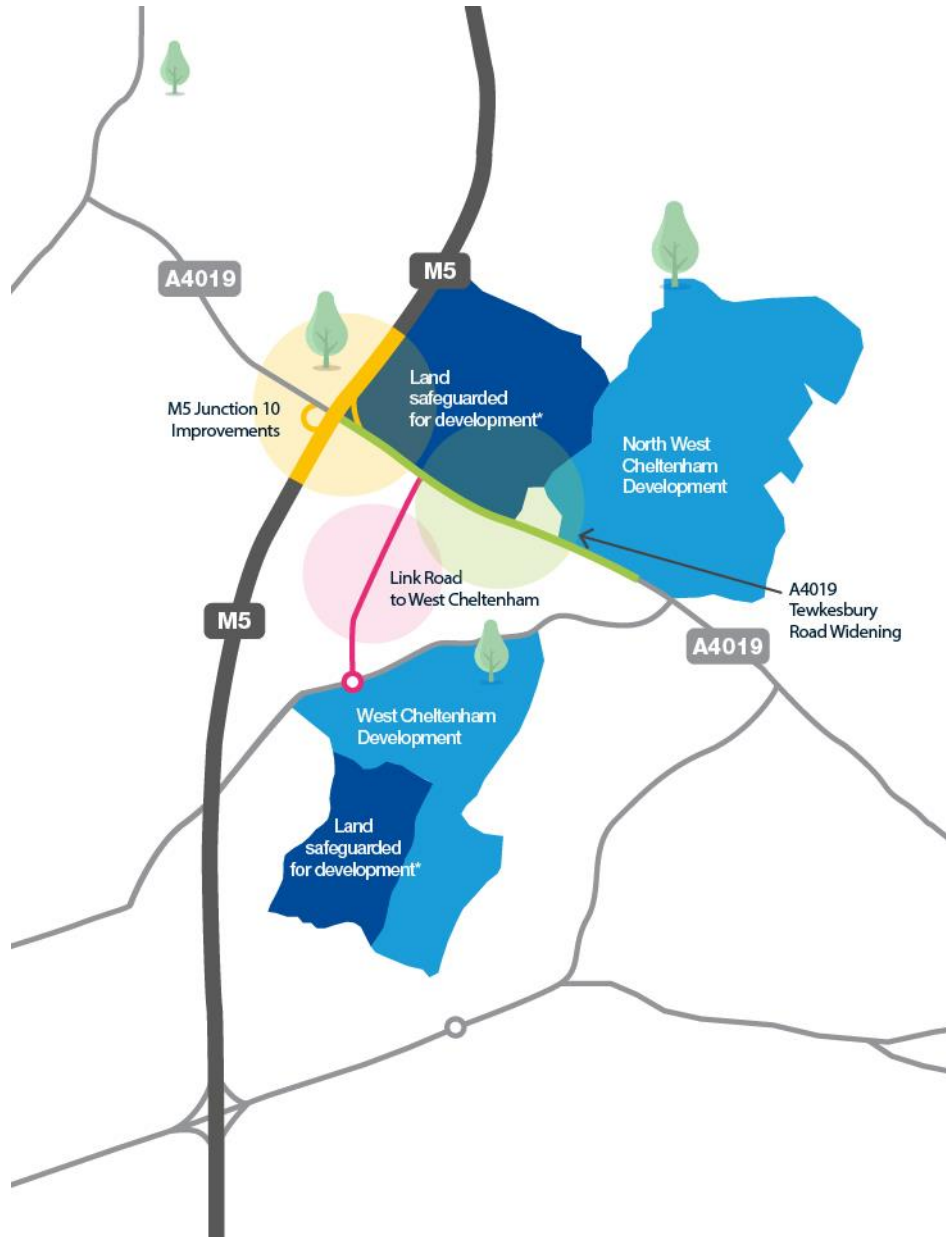 M5
A4019
Land
safeguarded
for development*
M5 Junction 10
Improvements
North West
Cheltenham
Development
Link Road
to West Cheltenham
A4019
Tewkesbury
Road Widening
M5
A4019
West Cheltenham
Development
Land
safeguarded
for development*